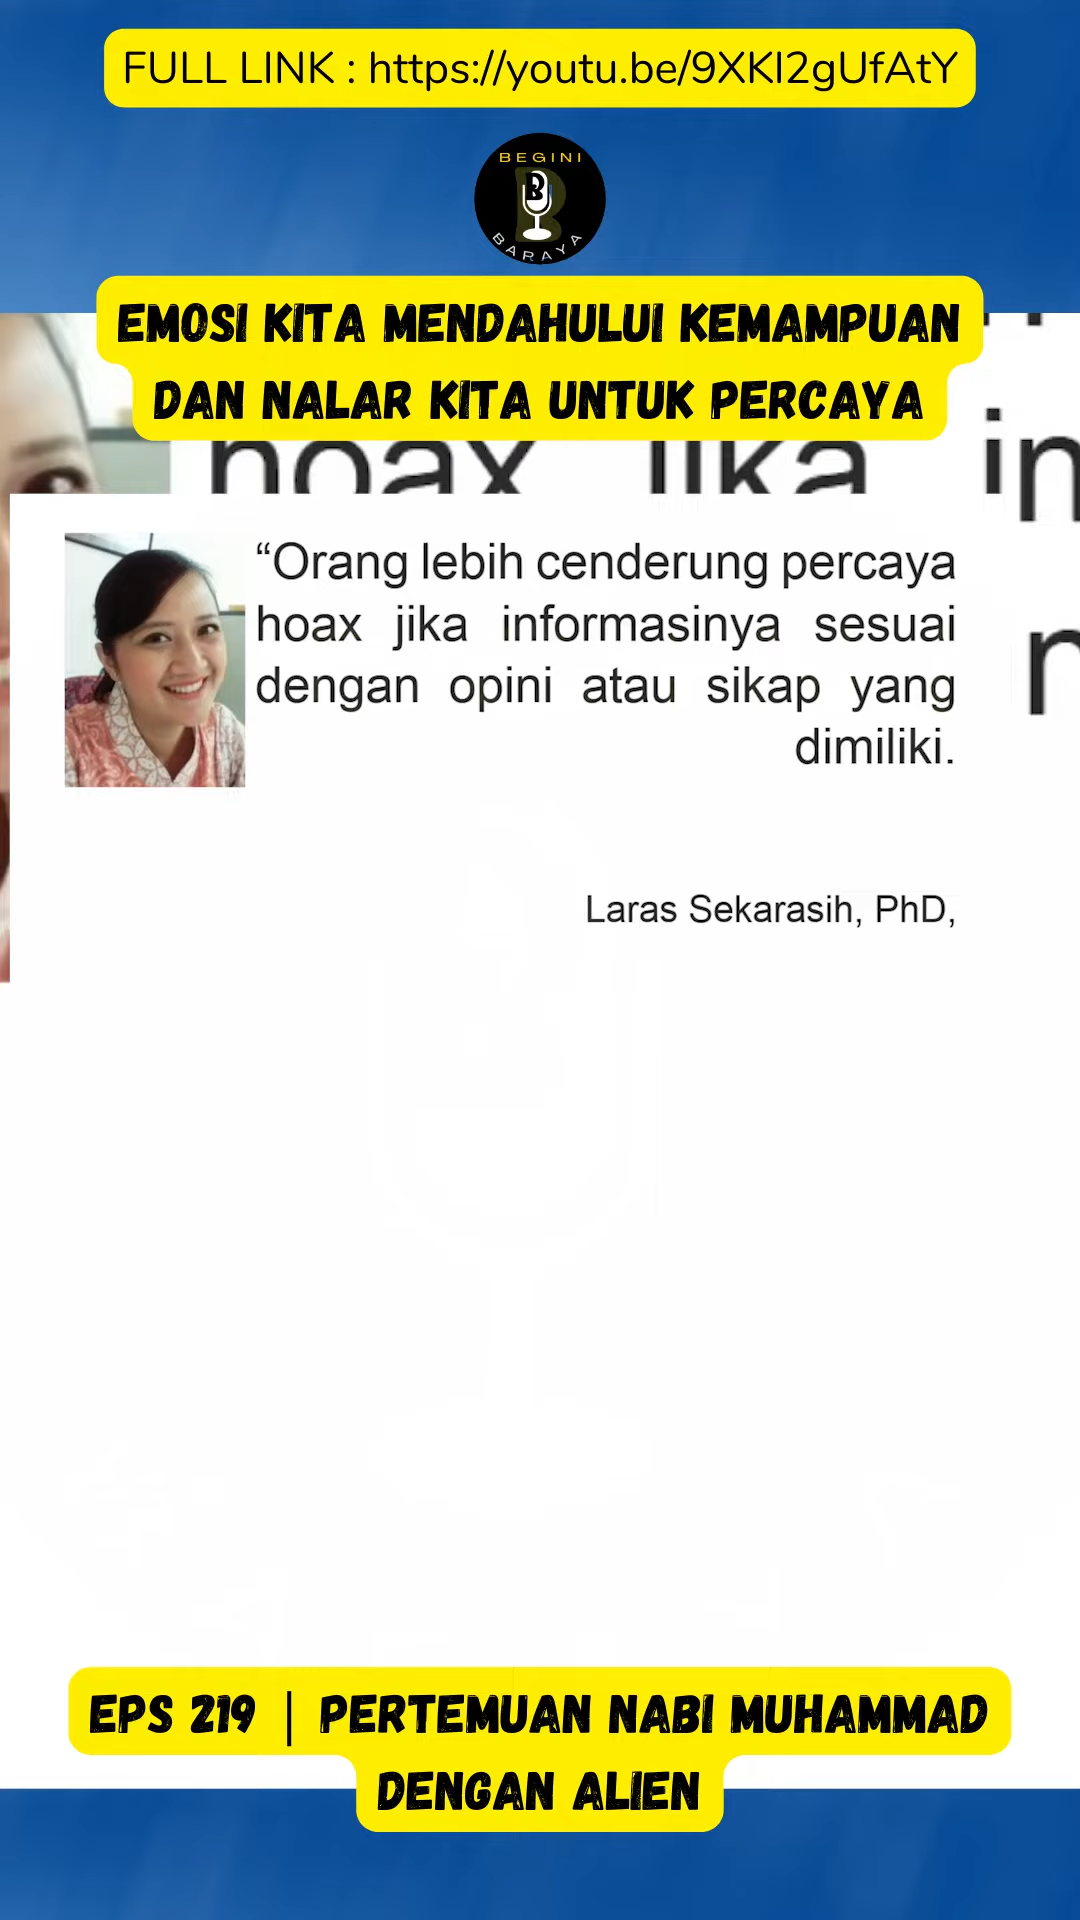 FULL LINK : https://youtu.be/9XKI2gUfAtY
BEGINI
B
BARAYA
EMOSI KITA MENDAHULUI KEMAMPUAN
DAN NALAR KITA UNTUK PERCAYA
hoax jika in
“Orang lebih cenderung percaya
hoax jika informasinya sesuai
dengan opini atau sikap yang
dimiliki.
Laras Sekarasih, PhD,
EPS 219 | PERTEMUAN NABI MUHAMMAD
DENGAN ALIEN